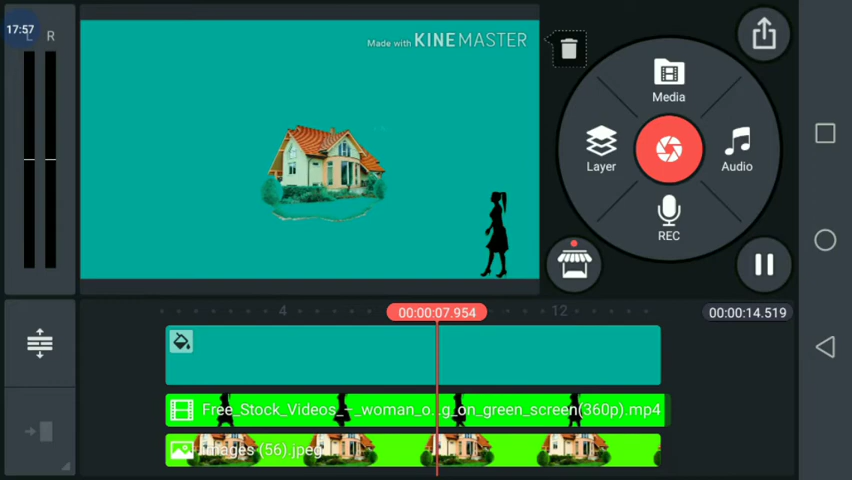 17:57
L R
Made with KINEMASTER
Media
Layer
Audio
REC
4
00:00:07.954
12
00:00:14.519
Free_Stock_Videos_–_woman_o..g_on_green_screen(360p).mp4
images (56).jpeg